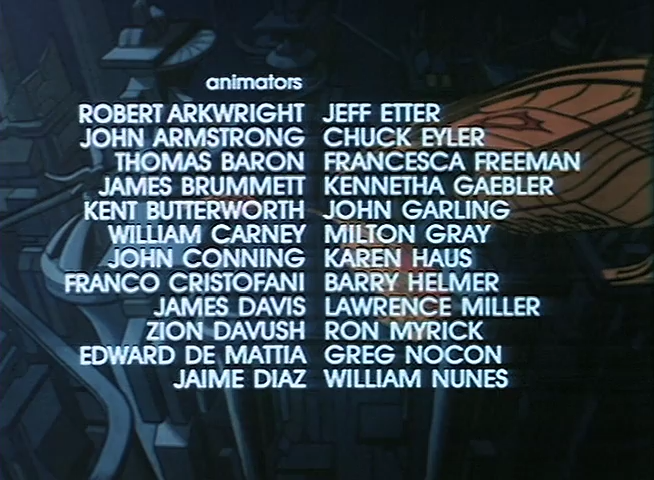 animators
ROBERT ARKWRIGHT JEFF ETTER
JOHN ARMSTRONG CHUCK EYLER
THOMAS BARON FRANCESCA FREEMAN
JAMES BRUMMETT KENNETHA GAEBLER
KENT BUTTERWORTH JOHN GARLING
WILLIAM CARNEY MILTON GRAY
JOHN CONNING KAREN HAUS
FRANCO CRISTOFANI BARRY HELMER
JAMES DAVIS LAWRENCE MILLER
ZION DAVUSH RON MYRICK
EDWARD DE MATTIA GREG NOCON
JAIME DIAZ WILLIAM NUNES